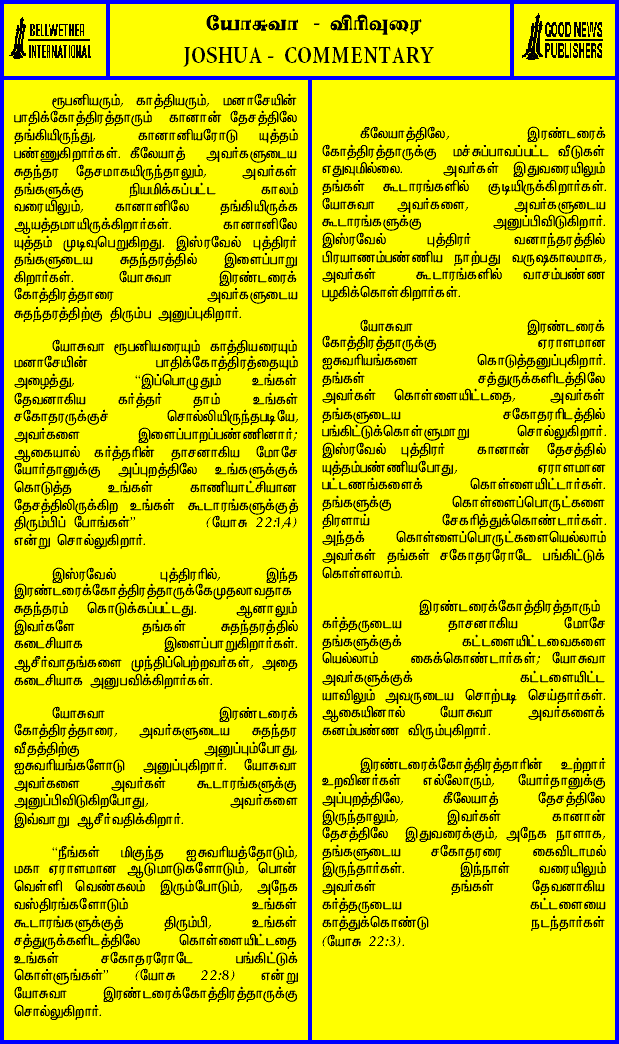 BELLWETHER
INTERNATIONAL
யோசுவா - விரிவுரை
JOSHUA - COMMENTARY
GOOD NEWS
PUBLISHERS
ரூபனியரும், காத்தியரும், மனாசேயின்
பாதிக்கோத்திரத்தாரும் கானான் தேசத்திலே
தங்கியிருந்து, கானானியரோடு யுத்தம்
பண்ணுகிறார்கள். கீலேயாத் அவர்களுடைய
சுதந்தர தேசமாகயிருந்தாலும், அவர்கள்
தங்களுக்கு நியமிக்கப்பட்ட காலம்
வரையிலும், கானானிலே தங்கியிருக்க
ஆயத்தமாயிருக்கிறார்கள். கானானிலே
யுத்தம் முடிவுபெறுகிறது. இஸ்ரவேல் புத்திரர்
தங்களுடைய சுதந்தரத்தில் இளைப்பாறு
கிறார்கள். யோசுவா இரண்டரைக்
கோத்திரத்தாரை அவர்களுடைய
சுதந்தரத்திற்கு திரும்ப அனுப்புகிறார்.
யோசுவா ரூபனியரையும் காத்தியரையும்
மனாசேயின் பாதிக்கோத்திரத்தையும்
அழைத்து, "இப்பொழுதும் உங்கள்
தேவனாகிய கர்த்தர் தாம் உங்கள்
சகோதரருக்குச் சொல்லியிருந்தபடியே,
அவர்களை இளைப்பாறப்பண்ணினார்;
ஆகையால் கர்த்தரின் தாசனாகிய மோசே
யோர்தானுக்கு அப்புறத்திலே உங்களுக்குக்
கொடுத்த உங்கள் காணியாட்சியான
தேசத்திலிருக்கிற உங்கள் கூடாரங்களுக்குத்
திரும்பிப் போங்கள்" (யோசு 22:1,4)
என்று சொல்லுகிறார்.
இஸ்ரவேல் புத்திரரில், இந்த
இரண்டரைக்கோத்திரத்தாருக்கேமுதலாவதாக
சுதந்தரம் கொடுக்கப்பட்டது. ஆனாலும்
இவர்களே தங்கள் சுதந்தரத்தில்
கடைசியாக இளைப்பாறுகிறார்கள்.
ஆசீர்வாதங்களை முந்திப்பெற்றவர்கள், அதை
கடைசியாக அனுபவிக்கிறார்கள்.
யோசுவா இரண்டரைக்
கோத்திரத்தாரை, அவர்களுடைய சுதந்தர
வீதத்திற்கு அனுப்பும்போது,
ஐசுவரியங்களோடு அனுப்புகிறார். யோசுவா
அவர்களை அவர்கள் கூடாரங்களுக்கு
அனுப்பிவிடுகிறபோது, அவர்களை
இவ்வாறு ஆசீர்வதிக்கிறார்.
"நீங்கள் மிகுந்த ஐசுவரியத்தோடும்,
மகா ஏராளமான ஆடுமாடுகளோடும், பொன்
வெள்ளி வெண்கலம் இரும்போடும், அநேக
வஸ்திரங்களோடும் உங்கள்
கூடாரங்களுக்குத் திரும்பி, உங்கள்
சத்துருக்களிடத்திலே கொள்ளையிட்டதை
உங்கள் சகோதரரோடே பங்கிட்டுக்
கொள்ளுங்கள்" (யோசு 22:8) என்று
யோசுவா இரண்டரைக்கோத்திரத்தாருக்கு
சொல்லுகிறார்.
கீலேயாத்திலே, இரண்டரைக்
கோத்திரத்தாருக்கு மச்சுப்பாவப்பட்ட வீடுகள்
எதுவுமில்லை. அவர்கள் இதுவரையிலும்
தங்கள் கூடாரங்களில் குடியிருக்கிறார்கள்.
யோசுவா அவர்களை, அவர்களுடைய
கூடாரங்களுக்கு அனுப்பிவிடுகிறார்.
இஸ்ரவேல் புத்திரர் வனாந்தரத்தில்
பிரயாணம்பண்ணிய நாற்பது வருஷகாலமாக,
அவர்கள் கூடாரங்களில் வாசம்பண்ண
பழகிக்கொள்கிறார்கள்.
யோசுவா இரண்டரைக்
கோத்திரத்தாருக்கு ஏராளமான
ஐசுவரியங்களை கொடுத்தனுப்புகிறார்.
தங்கள் சத்துருக்களிடத்திலே
அவர்கள் கொள்ளையிட்டதை, அவர்கள்
தங்களுடைய சகோதரரிடத்தில்
பங்கிட்டுக்கொள்ளுமாறு சொல்லுகிறார்.
இஸ்ரவேல் புத்திரர் கானான் தேசத்தில்
யுத்தம்பண்ணியபோது, ஏராளமான
பட்டணங்களைக் கொள்ளையிட்டார்கள்.
தங்களுக்கு கொள்ளைப்பொருட்களை
திரளாய் சேகரித்துக்கொண்டார்கள்.
அந்தக் கொள்ளைப்பொருட்களையெல்லாம்
அவர்கள் தங்கள் சகோதரரோடே பங்கிட்டுக்
கொள்ளலாம்.
இரண்டரைக்கோத்திரத்தாரும்
கர்த்தருடைய தாசனாகிய மோசே
தங்களுக்குக் கட்டளையிட்டவைகளை
யெல்லாம் கைக்கொண்டார்கள்; யோசுவா
அவர்களுக்குக் கட்டளையிட்ட
யாவிலும் அவருடைய சொற்படி செய்தார்கள்.
ஆகையினால் யோசுவா அவர்களைக்
கனம்பண்ண விரும்புகிறார்.
இரண்டரைக்கோத்திரத்தாரின் உற்றார்
உறவினர்கள் எல்லோரும், யோர்தானுக்கு
அப்புறத்திலே, கீலேயாத் தேசத்திலே
இருந்தாலும், இவர்கள் கானான்
தேசத்திலே இதுவரைக்கும், அநேக நாளாக,
தங்களுடைய சகோதரரை கைவிடாமல்
இருந்தார்கள். இந்நாள் வரையிலும்
அவர்கள் தங்கள் தேவனாகிய
கர்த்தருடைய கட்டளையை
காத்துக்கொண்டு நடந்தார்கள்
(யோசு 22:3).